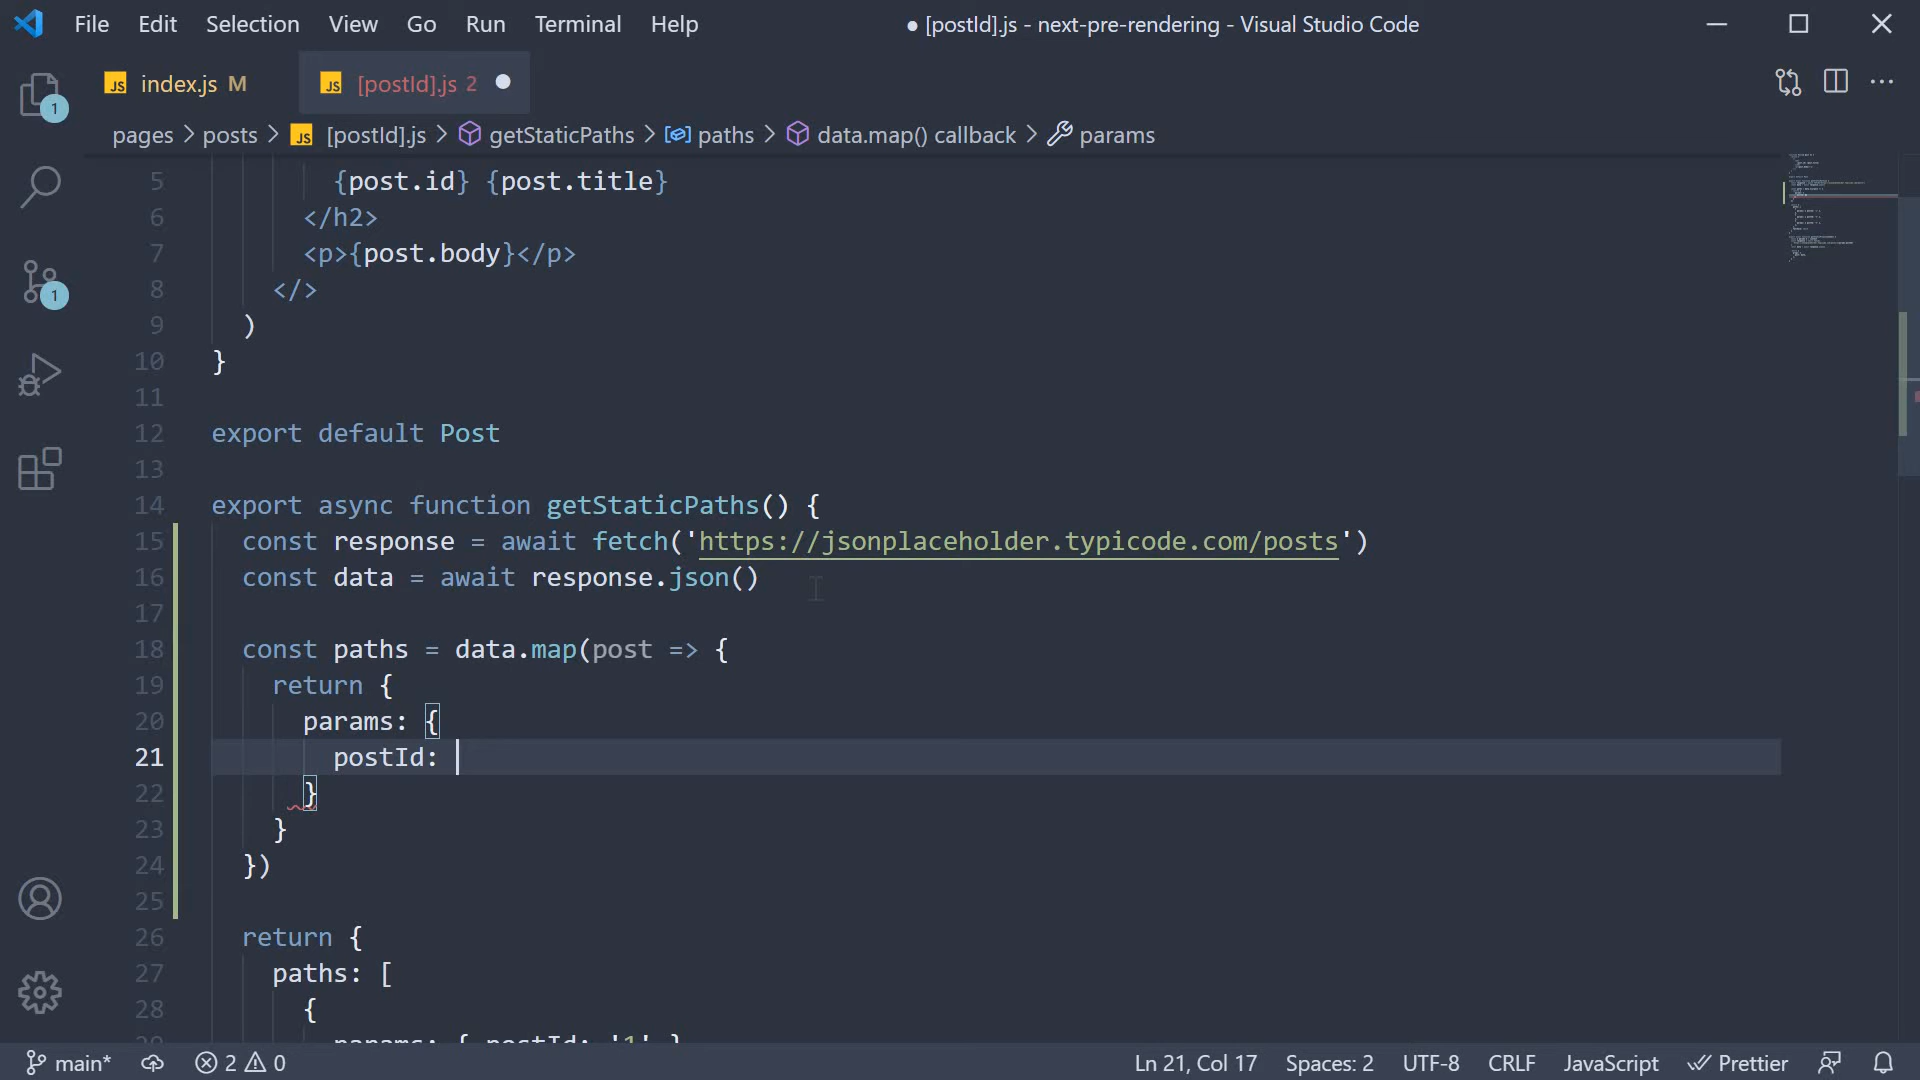 File Edit Selection View Go Run Terminal Help
● [postId].js - next-pre-rendering - Visual Studio Code
JS index.js M
JS [postId].js 2 ●
pages > posts > JS [postId].js > getStaticPaths > paths > data.map() callback > params
1
1
5 {post.id} {post.title}
6 </h2>
7 <p>{post.body}</p>
8 </>
9 )
10 }
11
12 export default Post
13
14 export async function getStaticPaths() {
15 const response = await fetch('https://jsonplaceholder.typicode.com/posts')
16 const data = await response.json()
17
18 const paths = data.map(post => {
19 return {
20 params: {
21 postId:
22 }
23 }
24 })
25
26 return {
27 paths: [
28 {
29 params: { postId: '1' }
main* 2 0 Ln 21, Col 17 Spaces: 2 UTF-8 CRLF JavaScript Prettier